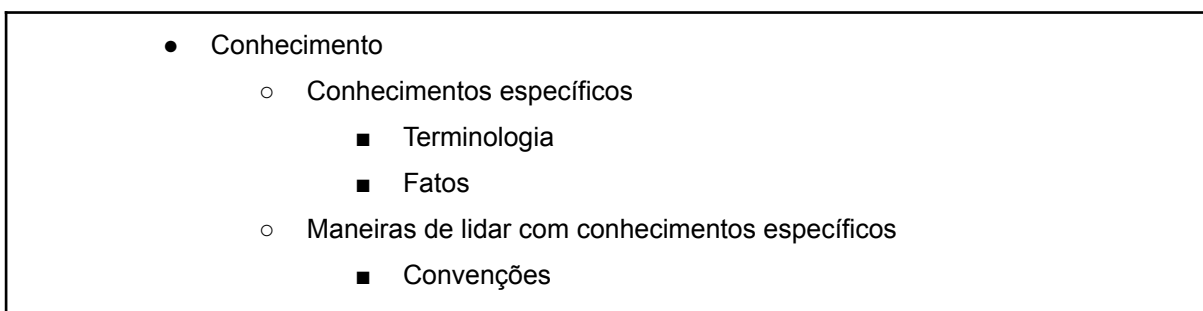 ● Conhecimento
○ Conhecimentos específicos
■ Terminologia
■ Fatos
○ Maneiras de lidar com conhecimentos específicos
■ Convenções